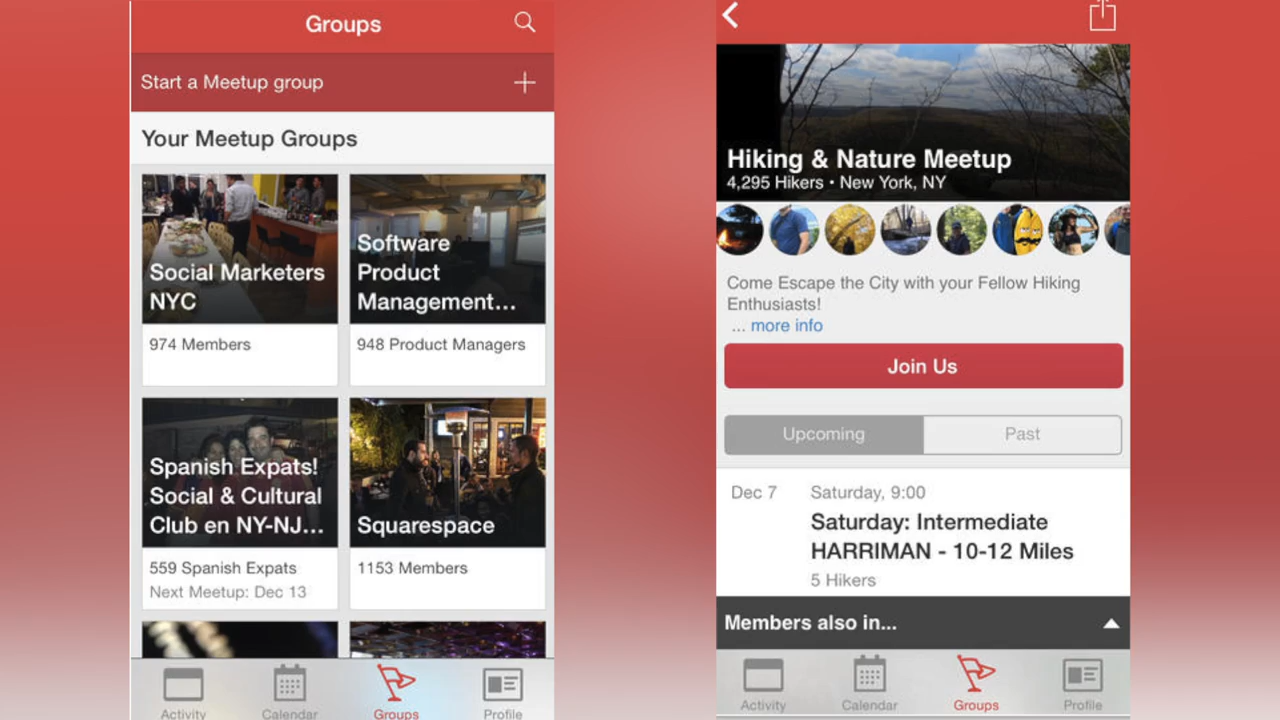 Groups
Start a Meetup group
Your Meetup Groups
Social Marketers
NYC
974 Members
Software
Product
Management...
948 Product Managers
Spanish Expats!
Social & Cultural
Club en NY-NJ...
559 Spanish Expats
Next Meetup: Dec 13
Squarespace
1153 Members
Activity
Calendar
Groups
Profile
Hiking & Nature Meetup
4,295 Hikers • New York, NY
Come Escape the City with your Fellow Hiking
Enthusiasts!
... more info
Join Us
Upcoming
Past
Dec 7
Saturday, 9:00
Saturday: Intermediate
HARRIMAN - 10-12 Miles
5 Hikers
Members also in...
Activity
Calendar
Groups
Profile